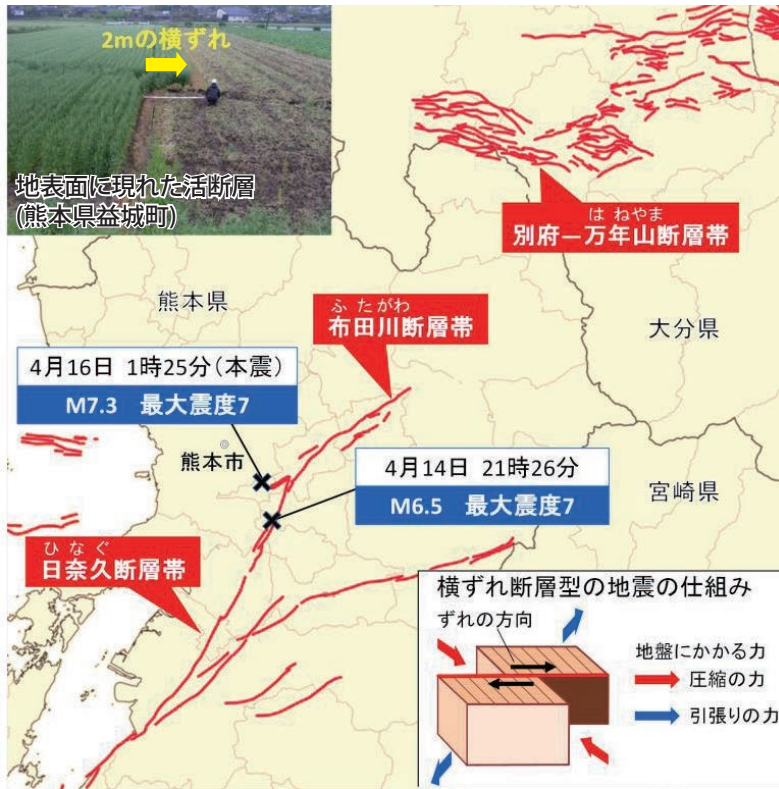 2mの横ずれ
地表面に現れた活断層
(熊本県益城町)
はねやま
別府—万年山断層帯
熊本県
ふたがわ
布田川断層帯
大分県
4月16日 1時25分(本震)
M7.3 最大震度7
熊本市
4月14日 21時26分
M6.5 最大震度7
宮崎県
ひなぐ
日奈久断層帯
横ずれ断層型の地震の仕組み
ずれの方向
地盤にかかる力
圧縮の力
引張りの力